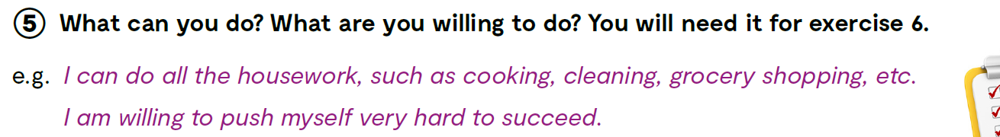 5 What can you do? What are you willing to do? You will need it for exercise 6.
e.g. I can do all the housework, such as cooking, cleaning, grocery shopping, etc.
I am willing to push myself very hard to succeed.